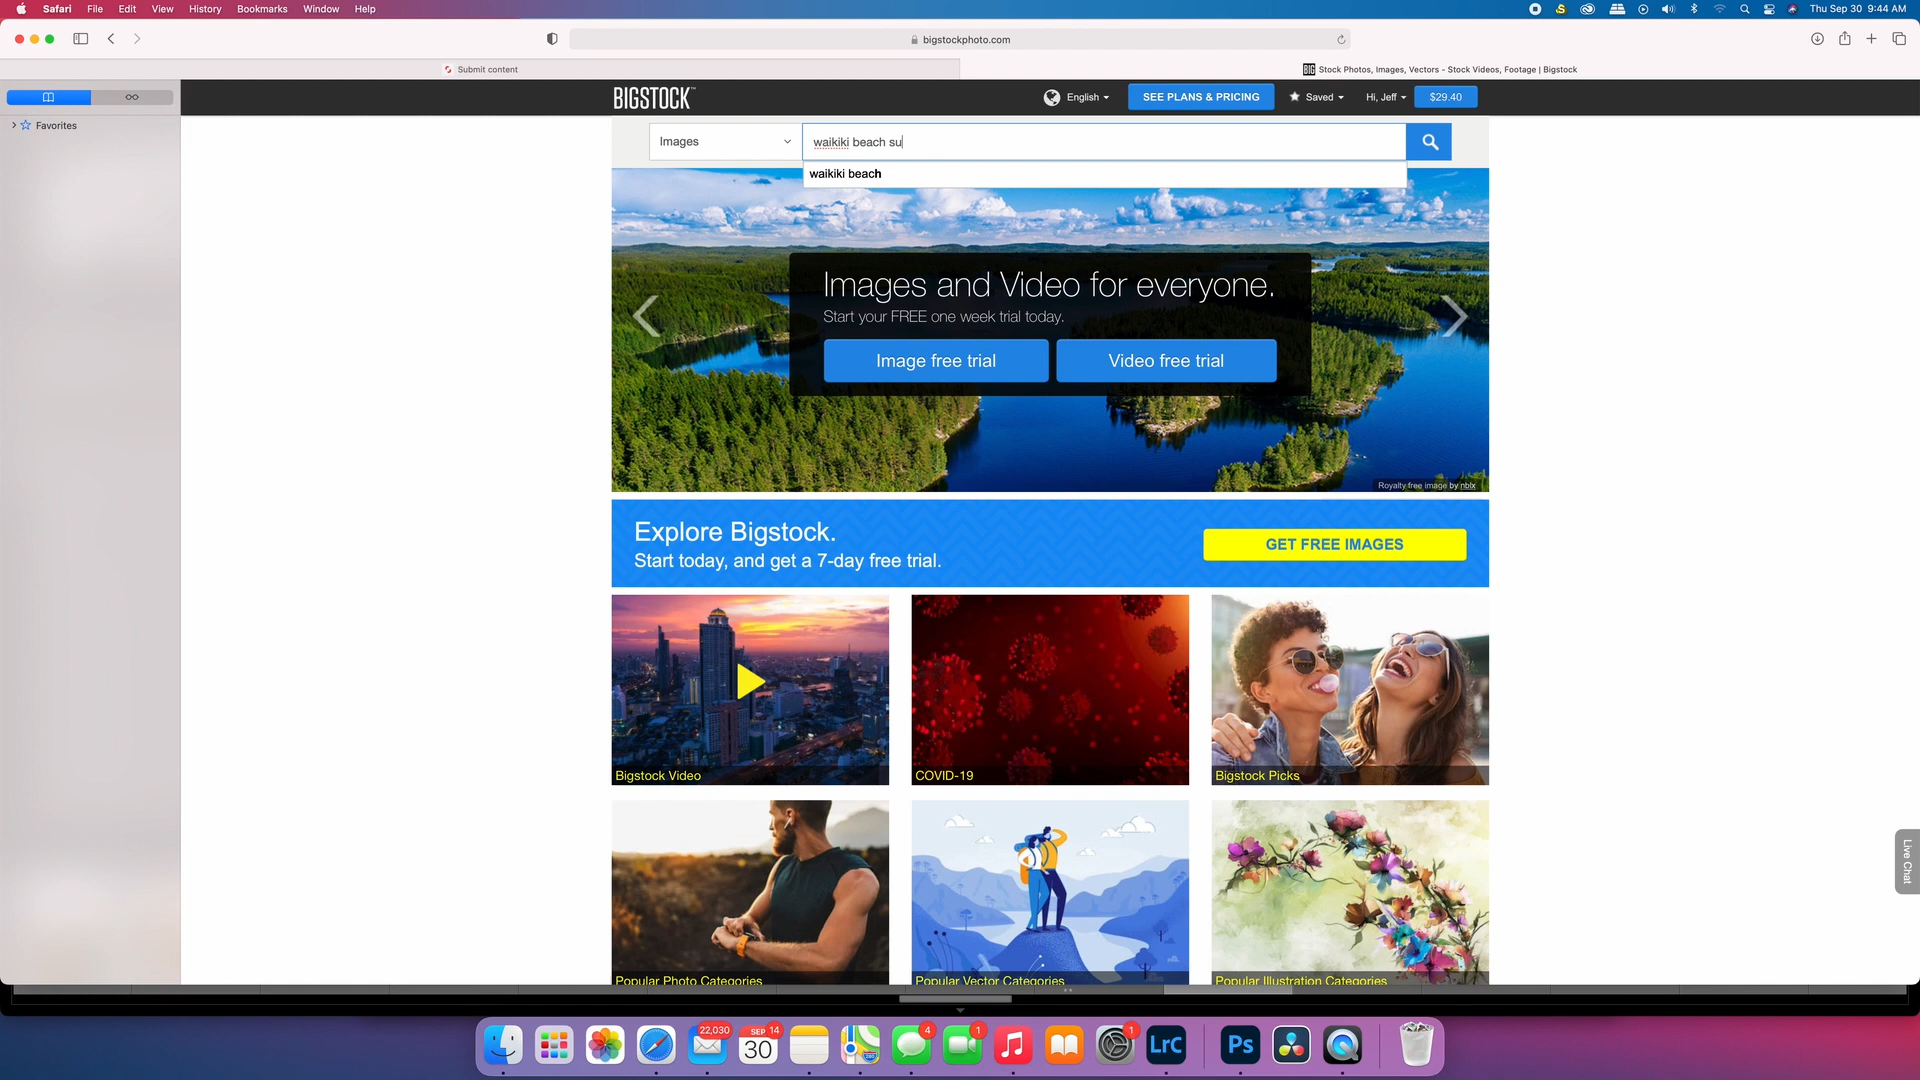 Safari File Edit View History Bookmarks Window Help
Thu Sep 30 9:44 AM
bigstockphoto.com
Submit content
BIG Stock Photos, Images, Vectors - Stock Videos, Footage | Bigstock
Favorites
BIGSTOCK™
English
SEE PLANS & PRICING
Saved
Hi, Jeff
$29.40
Images
waikiki beach su
waikiki beach
Images and Video for everyone.
Start your FREE one week trial today.
Image free trial
Video free trial
Royalty free image by nblx
Explore Bigstock.
Start today, and get a 7-day free trial.
GET FREE IMAGES
Bigstock Video
COVID-19
Bigstock Picks
Popular Photo Categories
Popular Vector Categories
Popular Illustration Categories
Live Chat
22,030
SEP 14
30
4
1
1
LrC
Ps